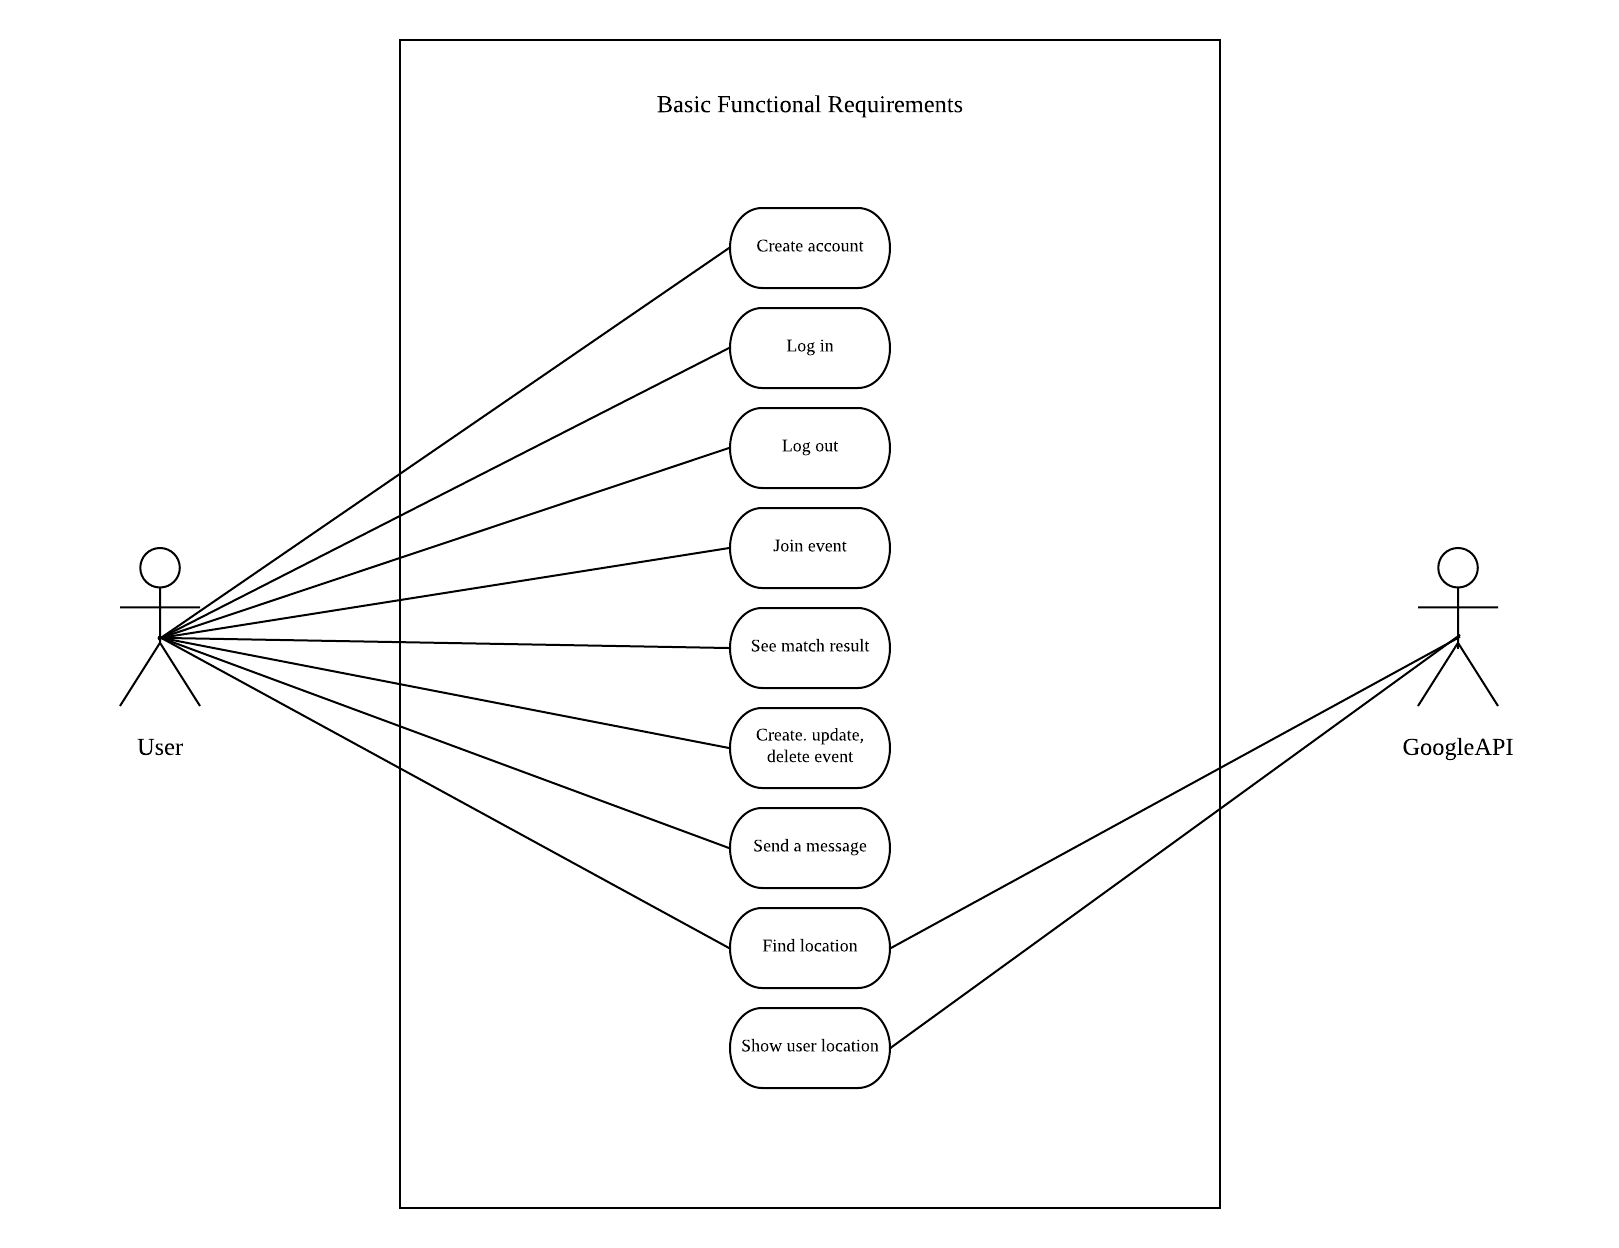 Basic Functional Requirements
Create account
Log in
Log out
Join event
See match result
Create. update,
delete event
Send a message
Find location
Show user location
User
GoogleAPI